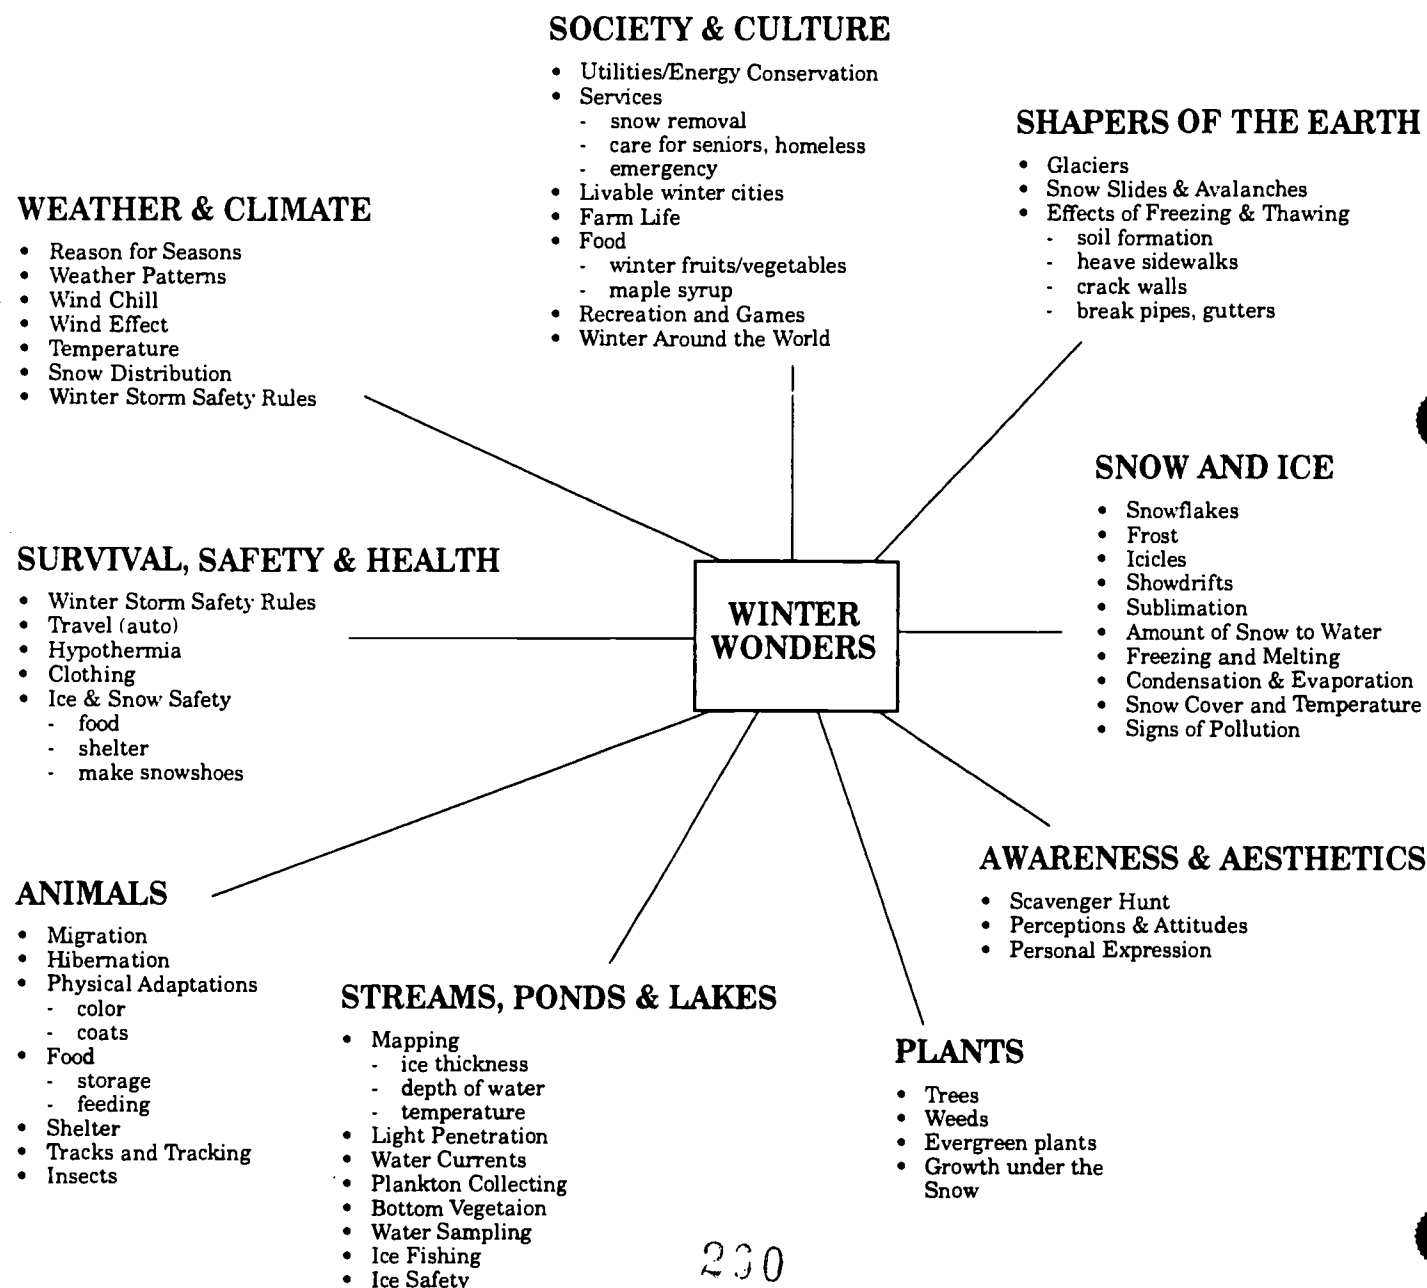 SOCIETY & CULTURE
• Utilities/Energy Conservation
• Services
- snow removal
- care for seniors, homeless
- emergency
• Livable winter cities
• Farm Life
• Food
- winter fruits/vegetables
- maple syrup
• Recreation and Games
• Winter Around the World
SHAPERS OF THE EARTH
• Glaciers
• Snow Slides & Avalanches
• Effects of Freezing & Thawing
- soil formation
- heave sidewalks
- crack walls
- break pipes, gutters
WEATHER & CLIMATE
• Reason for Seasons
• Weather Patterns
• Wind Chill
• Wind Effect
• Temperature
• Snow Distribution
• Winter Storm Safety Rules
SNOW AND ICE
• Snowflakes
• Frost
• Icicles
• Showdrifts
• Sublimation
• Amount of Snow to Water
• Freezing and Melting
• Condensation & Evaporation
• Snow Cover and Temperature
• Signs of Pollution
SURVIVAL, SAFETY & HEALTH
• Winter Storm Safety Rules
• Travel (auto)
• Hypothermia
• Clothing
• Ice & Snow Safety
- food
- shelter
- make snowshoes
WINTER
WONDERS
AWARENESS & AESTHETICS
• Scavenger Hunt
• Perceptions & Attitudes
• Personal Expression
ANIMALS
• Migration
• Hibernation
• Physical Adaptations
- color
- coats
• Food
- storage
- feeding
• Shelter
• Tracks and Tracking
• Insects
STREAMS, PONDS & LAKES
• Mapping
- ice thickness
- depth of water
- temperature
• Light Penetration
• Water Currents
• Plankton Collecting
• Bottom Vegetaion
• Water Sampling
• Ice Fishing
• Ice Safety
PLANTS
• Trees
• Weeds
• Evergreen plants
• Growth under the
Snow